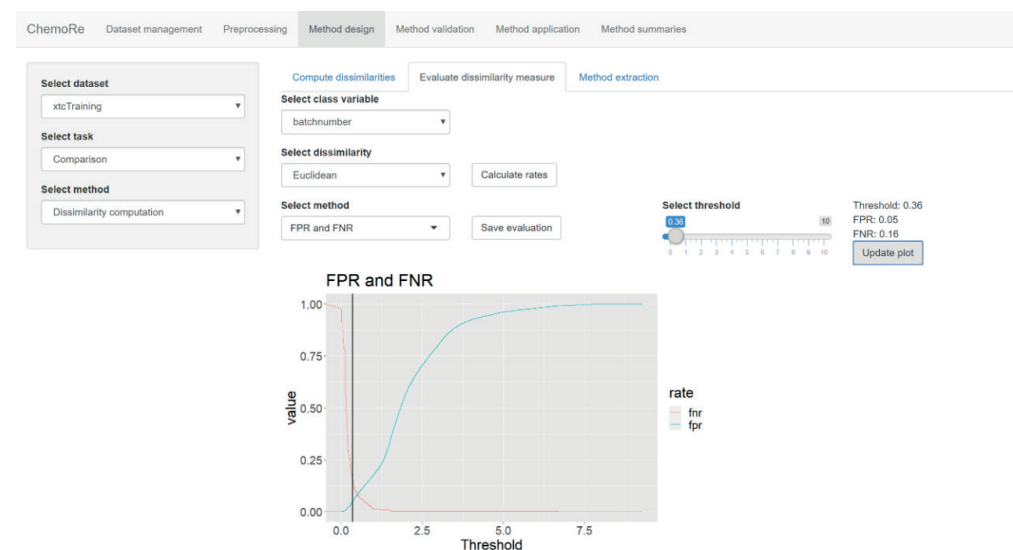 ChemoRe Dataset management Preprocessing Method design Method validation Method application Method summaries
Select dataset
xtcTraining
Select task
Comparison
Select method
Dissimilarity computation
Compute dissimilarities Evaluate dissimilarity measure Method extraction
Select class variable
batchnumber
Select dissimilarity
Euclidean Calculate rates
Select method
FPR and FNR Save evaluation
Select threshold
0.36 10
0 1 2 3 4 5 6 7 8 9 10
Threshold: 0.36
FPR: 0.05
FNR: 0.16
Update plot
FPR and FNR
1.00
0.75
0.50
0.25
0.00
value
0.0 2.5 5.0 7.5
Threshold
rate
fnr
fpr